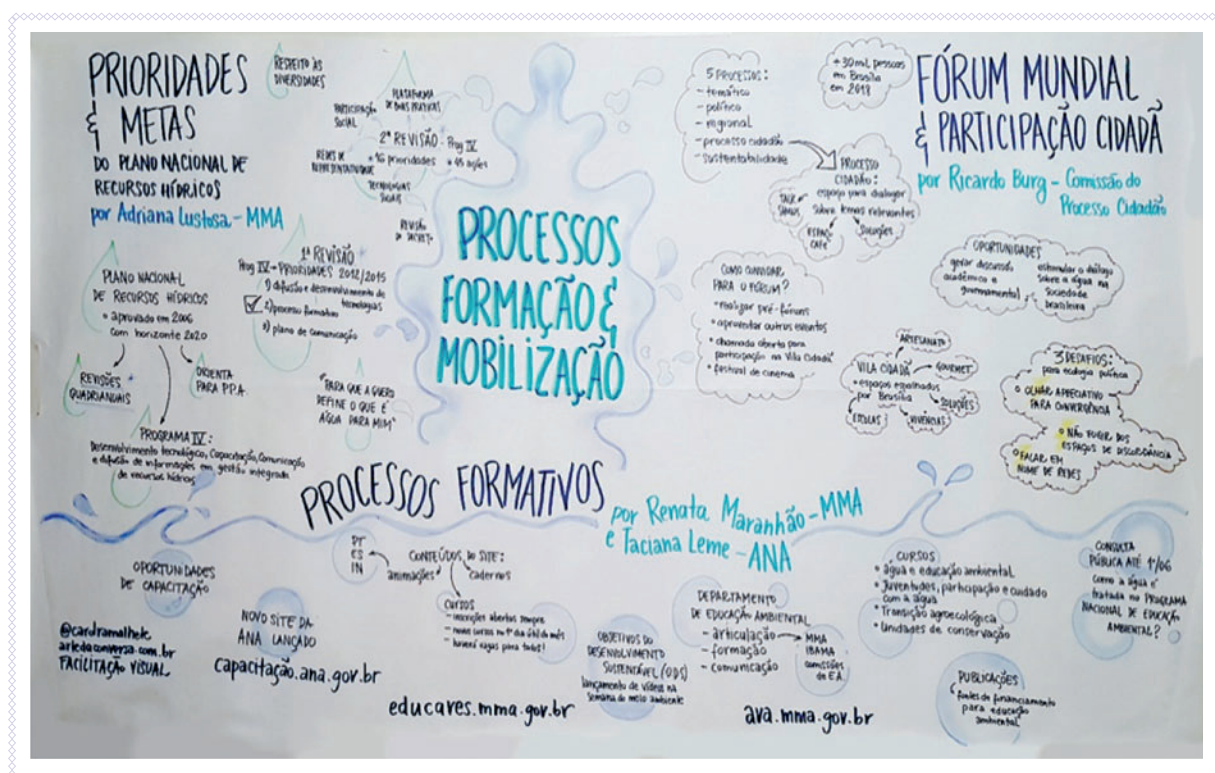 PRIORIDADES
& METAS
DO PLANO NACIONAL DE
RECURSOS HÍDRICOS
por Adriana Lustosa - MMA
RESPEITO ÀS
DIVERSIDADES
PLATAFORMA
DE BOAS PRÁTICAS
PARTICIPAÇÃO
SOCIAL
2ª REVISÃO - Prog IV
16 prioridades
45 ações
REDES DE
REPRESENTATIVIDADE
TECNOLOGIAS
SOCIAIS
REVISÃO
1ª REVISÃO
Prog IV → PRIORIDADES 2012/2015
1) difusão e desenvolvimento de
tecnologias
2) processo formativo
3) plano de comunicação
PLANO NACIONAL
DE RECURSOS HÍDRICOS
• aprovado em 2006
com horizonte 2020
REVISÕES
QUADRIANUAIS
ORIENTA
PARA PPA
PROGRAMA IV:
Desenvolvimento tecnológico, Capacitação, Comunicação
e difusão de informações em gestão integrada
de recursos hídricos
"PARA QUE A QUERO
DEFINE O QUE É
ÁGUA PARA MIM"
PROCESSOS
FORMAÇÃO &
MOBILIZAÇÃO
5 PROCESSOS:
- temático
- político
- regional
- processo cidadão
- sustentabilidade
+30 mil pessoas
em Brasília
em 2018
PROCESSO
CIDADÃO:
espaço para dialogar
sobre temas relevantes
ESPAÇO
CAFÉ
SOLUÇÕES
FÓRUM MUNDIAL
& PARTICIPAÇÃO CIDADÃ
por Ricardo Burg - Comissão do
Processo Cidadão
COMO CONVIDAR
PARA O FÓRUM?
• realizar pré-fóruns
• aproveitar outros eventos
• chamada aberta para
participação na Vila Cidadã
• festival de cinema
OPORTUNIDADES
gerar discussão
acadêmica e
governamental
estimular o diálogo
sobre a água na
sociedade
brasileira
VILA CIDADÃ
• espaços espalhados
por Brasília
ARTESANATO
GOURMET
SOLUÇÕES
VIVÊNCIAS
ESCOLAS
3 DESAFIOS:
para ecologia política
• OLHAR APRECIATIVO
PARA CONVERGÊNCIA
• NÃO FUGIR DOS
ESPAÇOS DE DISCORDÂNCIA
• FALAR EM
NOME DE REDES
PROCESSOS FORMATIVOS
por Renata Maranhão - MMA
e Taciana Leme - ANA
OPORTUNIDADES
DE CAPACITAÇÃO
@carolramalhete
artedaconversa.com.br
FACILITAÇÃO VISUAL
NOVO SITE DA
ANA LANÇADO
capacitação.ana.gov.br
PT
ES
IN
CONTEÚDOS DO SITE:
animações
cadernos
CURSOS
- inscrições abertas sempre
- novos cursos no 1º dia útil do mês
- haverá vagas para todos!
educares.mma.gov.br
OBJETIVOS DO
DESENVOLVIMENTO
SUSTENTÁVEL (ODS)
lançamento de vídeos na
Semana do meio ambiente
DEPARTAMENTO
DE EDUCAÇÃO AMBIENTAL
- articulação
- formação
- comunicação
MMA
IBAMA
comissões
de E.A.
ava.mma.gov.br
CURSOS
• água e educação ambiental
• Juventudes, participação e cuidado
com a água
• Transição agroecológica
• Unidades de conservação
PUBLICAÇÕES
fontes de financiamento
para educação
ambiental
CONSULTA
PÚBLICA ATÉ 1º/06
como a água é
tratada no PROGRAMA
NACIONAL DE EDUCAÇÃO
AMBIENTAL?